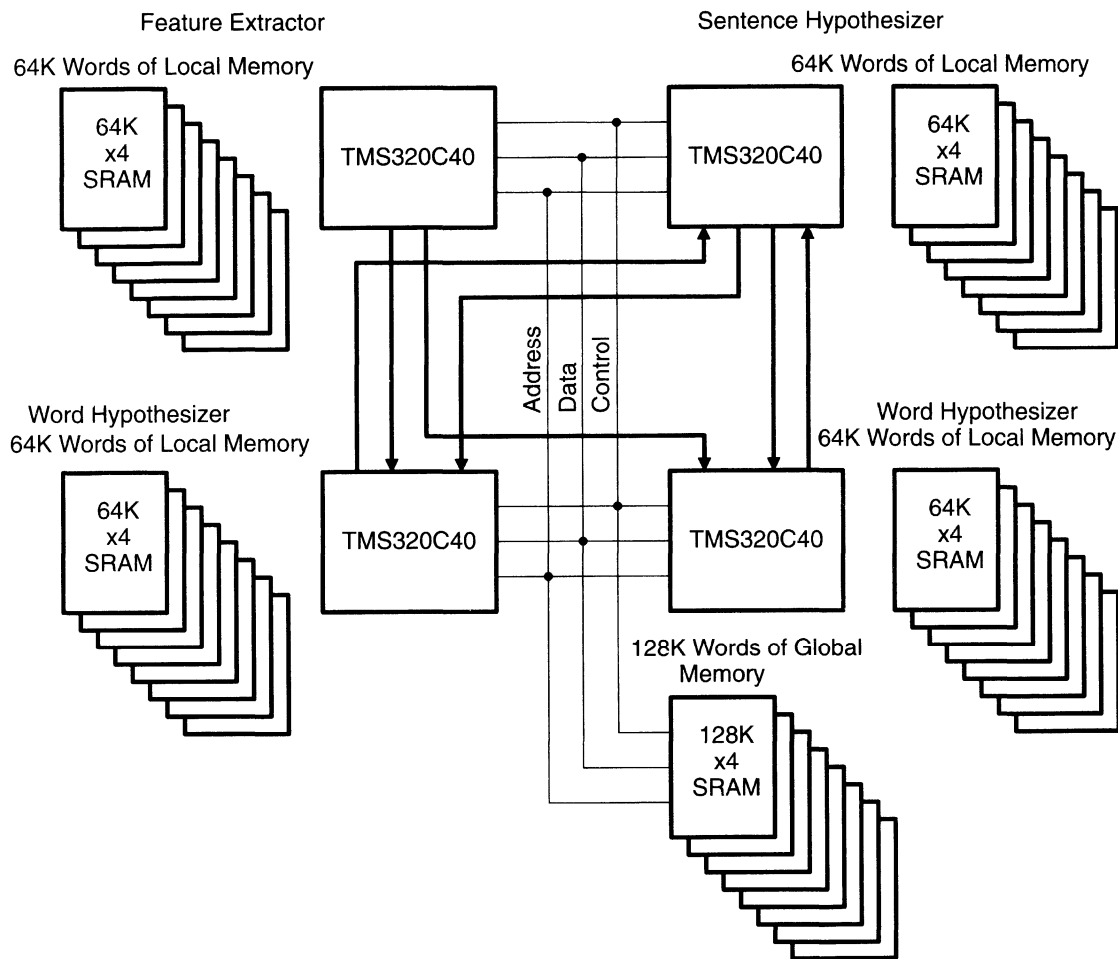 Feature Extractor
Sentence Hypothesizer
64K Words of Local Memory
64K Words of Local Memory
64K
x4
SRAM
TMS320C40
TMS320C40
64K
x4
SRAM
Address
Data
Control
Word Hypothesizer
64K Words of Local Memory
Word Hypothesizer
64K Words of Local Memory
64K
x4
SRAM
TMS320C40
TMS320C40
64K
x4
SRAM
128K Words of Global
Memory
128K
x4
SRAM